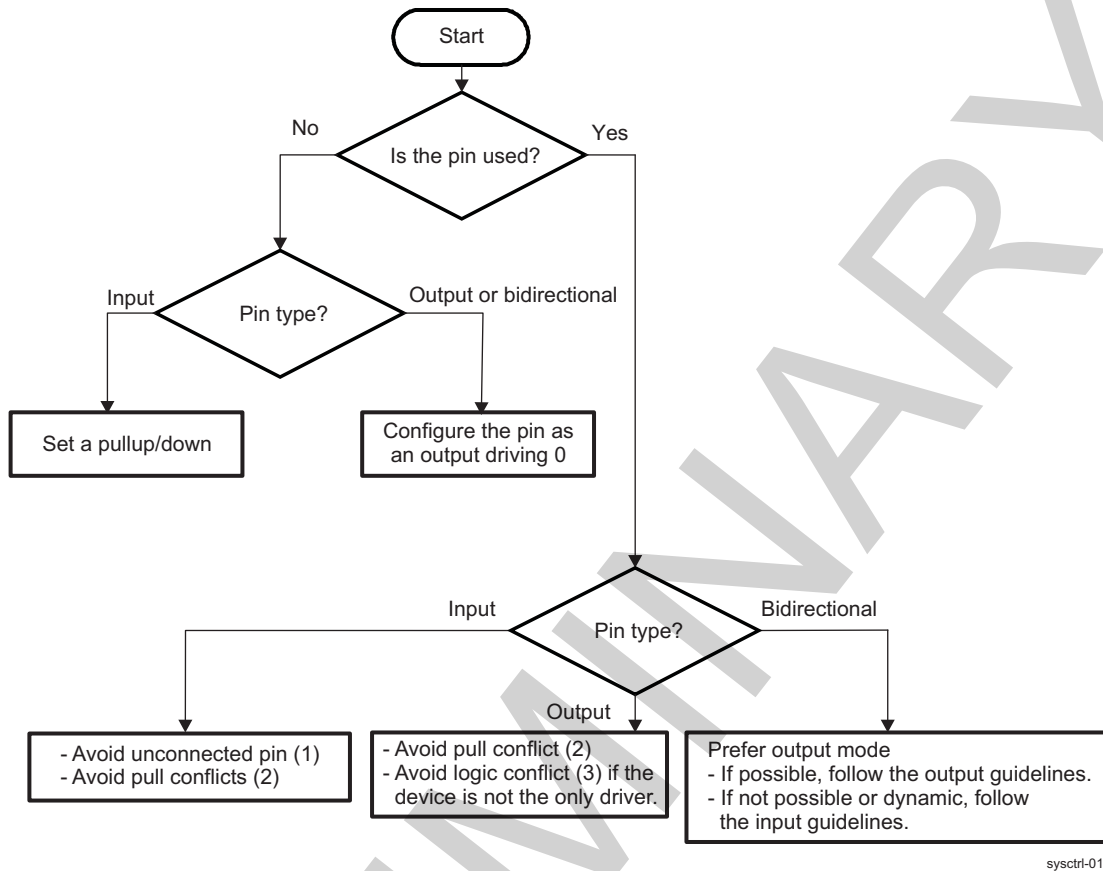 Start
Is the pin used?
No
Yes
Pin type?
Input
Output or bidirectional
Set a pullup/down
Configure the pin as
an output driving 0
Pin type?
Input
Bidirectional
Output
- Avoid unconnected pin (1)
- Avoid pull conflicts (2)
- Avoid pull conflict (2)
- Avoid logic conflict (3) if the
device is not the only driver.
Prefer output mode
- If possible, follow the output guidelines.
- If not possible or dynamic, follow
the input guidelines.
sysctrl-01
MINARY